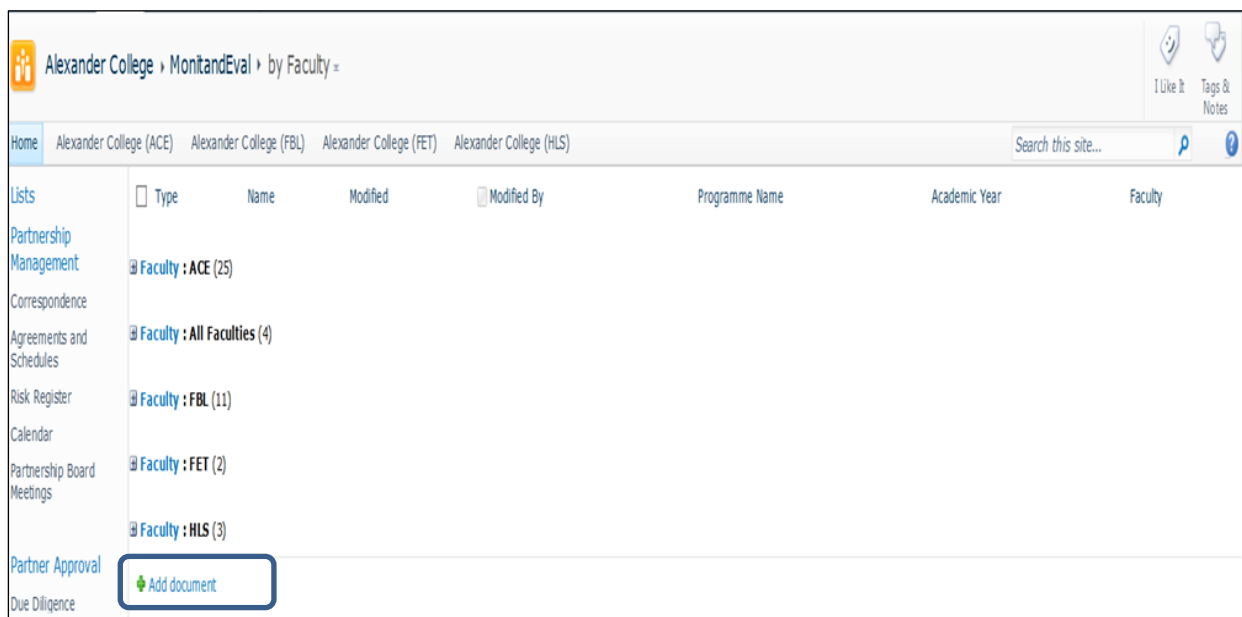 Alexander College › MonitandEval › by Faculty
I Like It
Tags &
Notes
Home Alexander College (ACE) Alexander College (FBL) Alexander College (FET) Alexander College (HLS)
Search this site...
Lists
Partnership
Management
Correspondence
Agreements and
Schedules
Risk Register
Calendar
Partnership Board
Meetings
Partner Approval
Due Diligence
Type Name Modified Modified By Programme Name Academic Year Faculty
Faculty : ACE (25)
Faculty : All Faculties (4)
Faculty : FBL (11)
Faculty : FET (2)
Faculty : HLS (3)
Add document